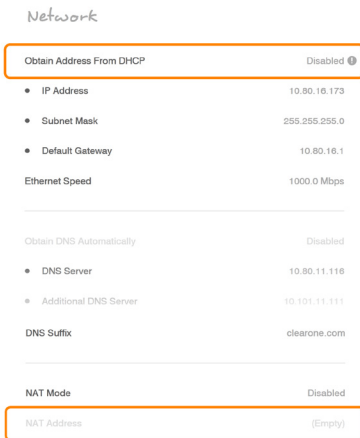 Network
Obtain Address From DHCP Disabled
IP Address 10.80.16.173
Subnet Mask 255.255.255.0
Default Gateway 10.80.16.1
Ethernet Speed 1000.0 Mbps
Obtain DNS Automatically Disabled
DNS Server 10.80.11.116
Additional DNS Server 10.101.11.111
DNS Suffix clearone.com
NAT Mode Disabled
NAT Address (Empty)